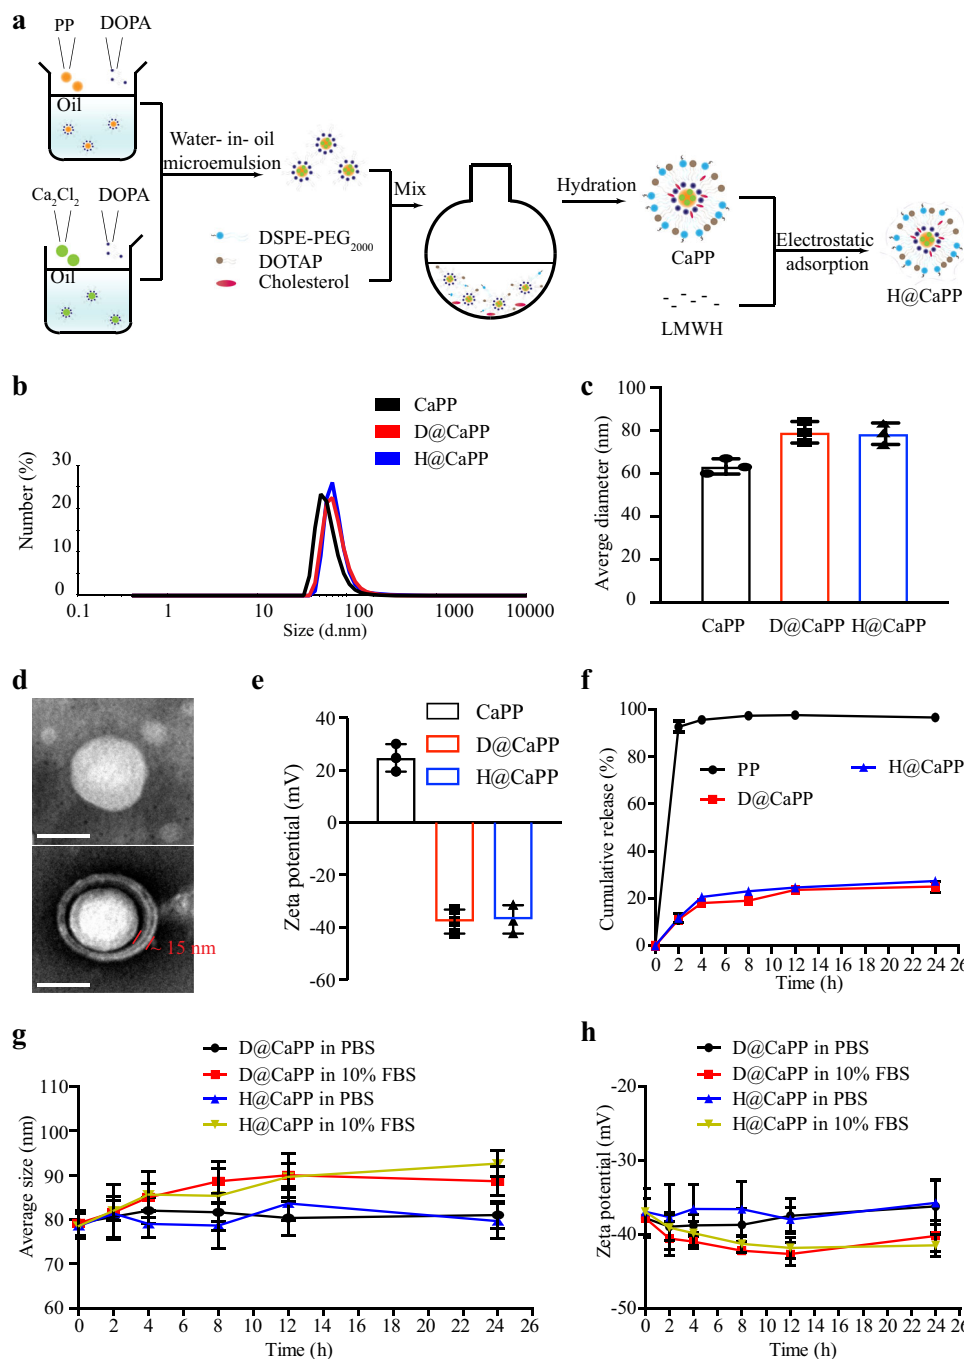 a
PP DOPA
Oil
Ca2Cl2 DOPA
Oil
Water- in- oil
microemulsion
DSPE-PEG2000
DOTAP
Cholesterol
Mix
Hydration
CaPP
LMWH
Electrostatic
adsorption
H@CaPP
b
CaPP
D@CaPP
H@CaPP
Number (%)
30
20
10
0
0.1 1 10 100 1000 10000
Size (d.nm)
c
Averge diameter (nm)
100
80
60
40
20
0
CaPP D@CaPP H@CaPP
d
~ 15 nm
e
Zeta potential (mV)
40
20
0
-20
-40
-60
CaPP
D@CaPP
H@CaPP
f
Cumulative release (%)
100
80
60
40
20
0
PP
D@CaPP
H@CaPP
0 2 4 6 8 10 12 14 16 18 20 22 24 26
Time (h)
g
D@CaPP in PBS
D@CaPP in 10% FBS
H@CaPP in PBS
H@CaPP in 10% FBS
Average size (nm)
110
100
90
80
70
60
0 2 4 6 8 10 12 14 16 18 20 22 24 26
Time (h)
h
D@CaPP in PBS
D@CaPP in 10% FBS
H@CaPP in PBS
H@CaPP in 10% FBS
Zeta potential (mV)
-20
-30
-40
-50
0 2 4 6 8 10 12 14 16 18 20 22 24 26
Time (h)